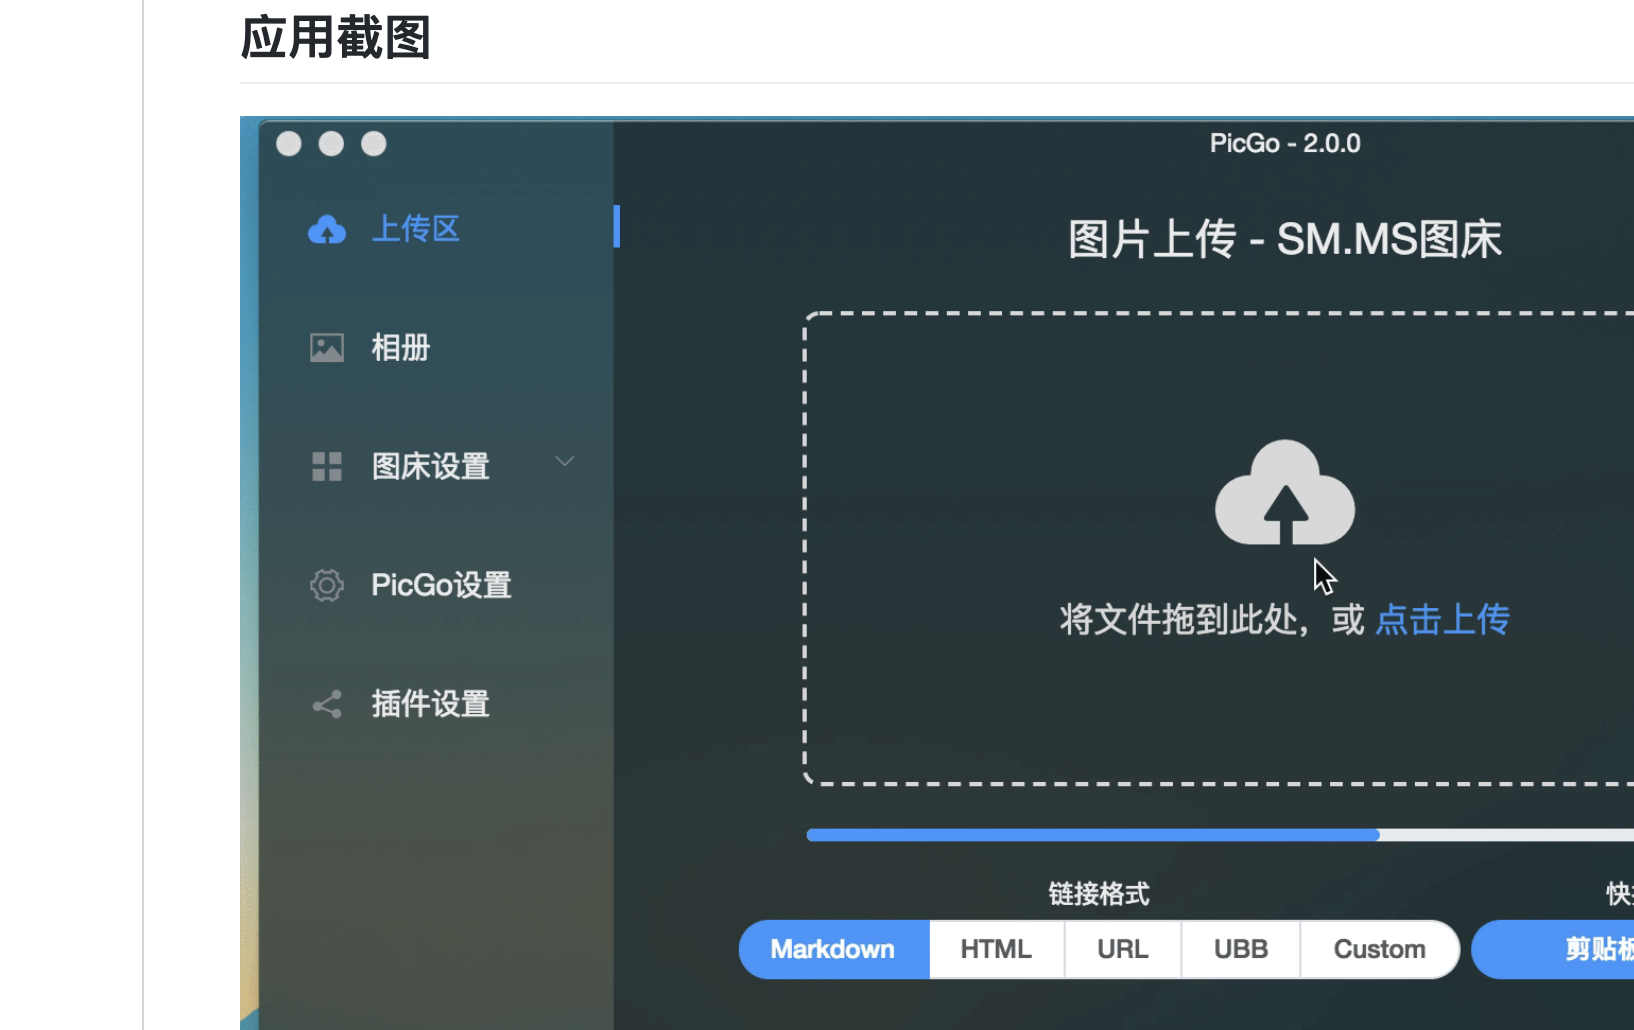 应用截图
PicGo - 2.0.0
上传区
图片上传 - SM.MS图床
相册
图床设置
PicGo设置
将文件拖到此处，或 点击上传
插件设置
链接格式
快
Markdown
HTML
URL
UBB
Custom
剪贴板